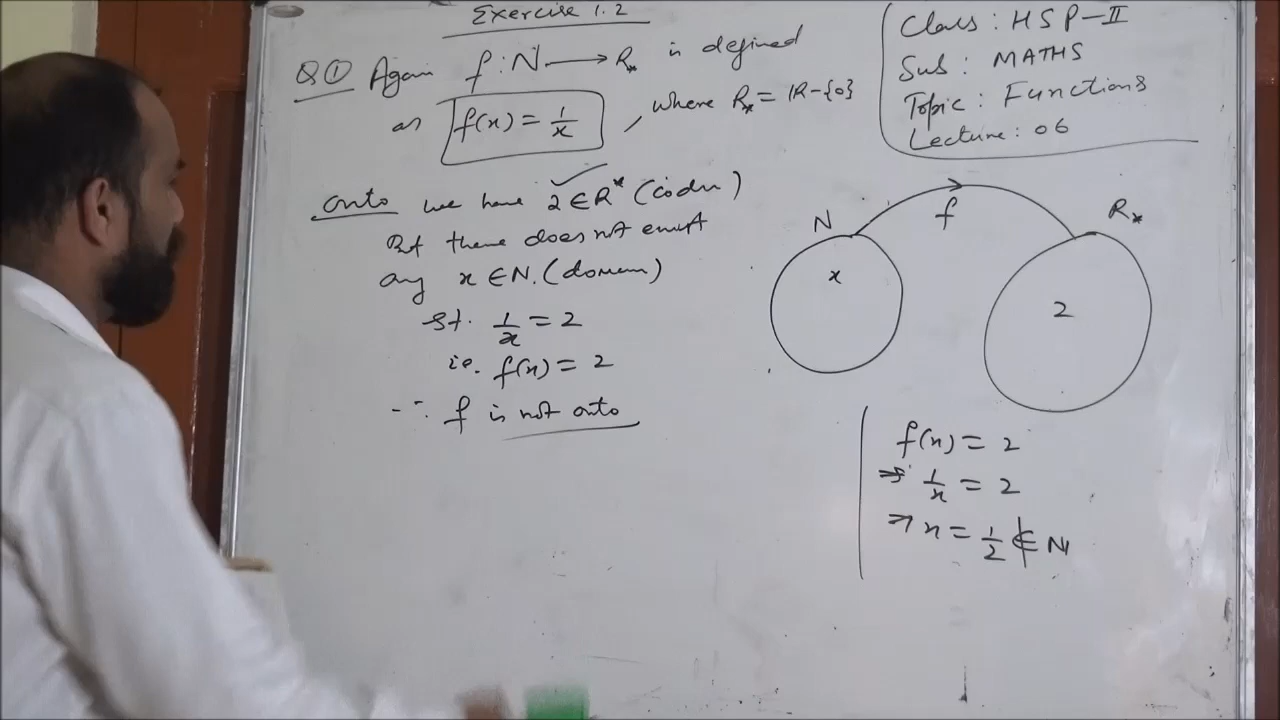 Exercise 1.2
Q① Again f : N ⟶ R* is defined
as f(x) = 1/x , where R* = IR - {0}
Class : HSP-II
Sub : MATHS
Topic : Functions
Lecture : 06
onto we have 2 ∈ R* (codn)
But there does not exist
any x ∈ N. (domain)
st. 1/x = 2
ie. f(x) = 2
∴ f is not onto
N f R*
x 2
f(x) = 2
⇒ 1/x = 2
⇒ x = 1/2 ∉ N